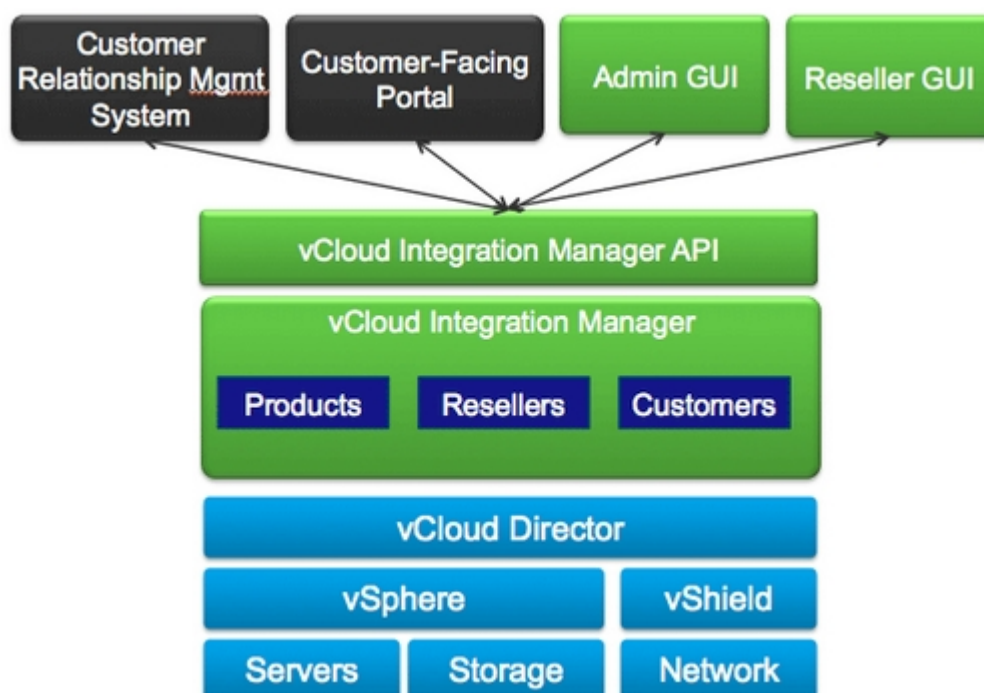 Customer
Relationship Mgmt
System
Customer-Facing
Portal
Admin GUI
Reseller GUI
vCloud Integration Manager API
vCloud Integration Manager
Products
Resellers
Customers
vCloud Director
vSphere
vShield
Servers
Storage
Network